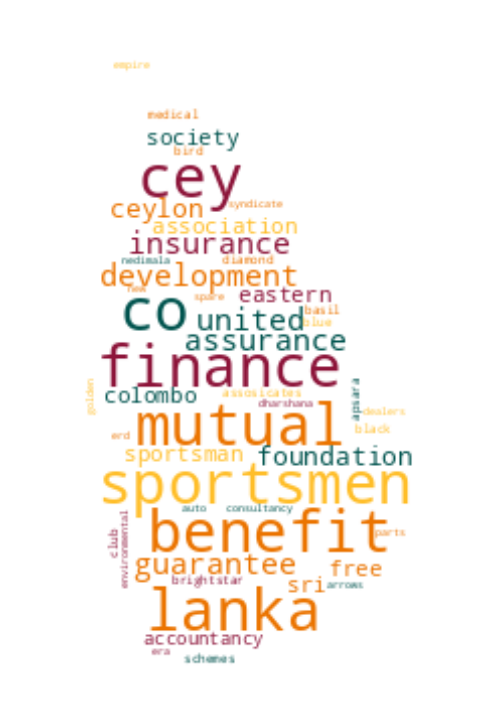 empire
medical
society
bird
cey
ceylon syndicate
association
insurance
nedimala diamond
development
new spare eastern
co united basil
blue
assurance
finance
golden colombo associates apsara
dharshana
mutual dealers
erd black
sportsman foundation
sportsmen
auto consultancy
club environmental benefit parts
guarantee free
brightstar sri arrows
lanka
accountancy
era
schemes